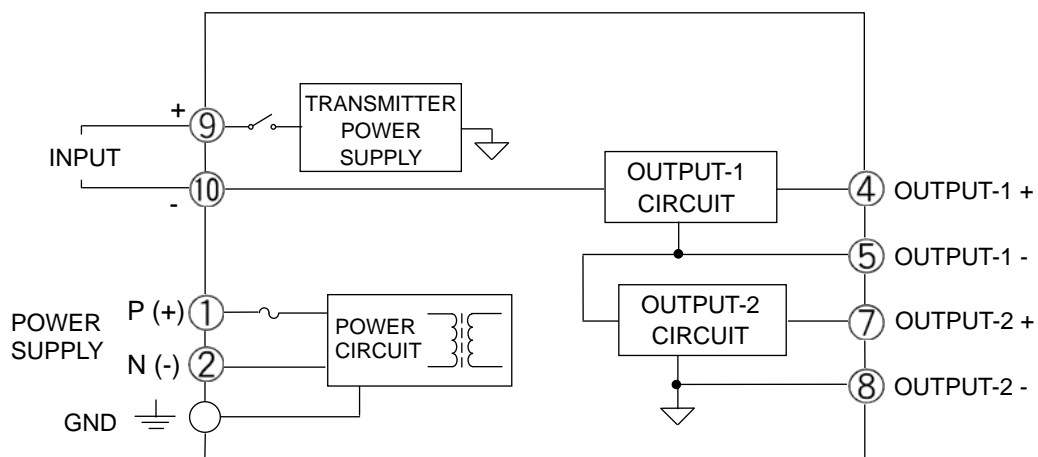 +
9
TRANSMITTER
POWER
SUPPLY
INPUT
10
-
OUTPUT-1
CIRCUIT
4 OUTPUT-1 +
5 OUTPUT-1 -
POWER
SUPPLY
P (+) 1
N (-) 2
POWER
CIRCUIT
GND
OUTPUT-2
CIRCUIT
7 OUTPUT-2 +
8 OUTPUT-2 -